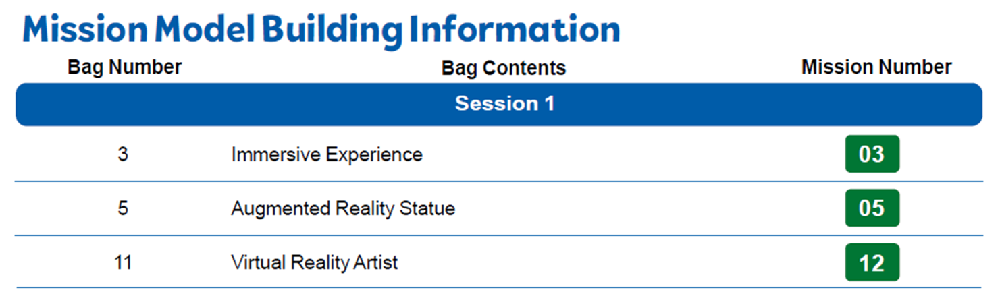 Mission Model Building Information
Bag Number Bag Contents Mission Number
Session 1
3 Immersive Experience 03
5 Augmented Reality Statue 05
11 Virtual Reality Artist 12